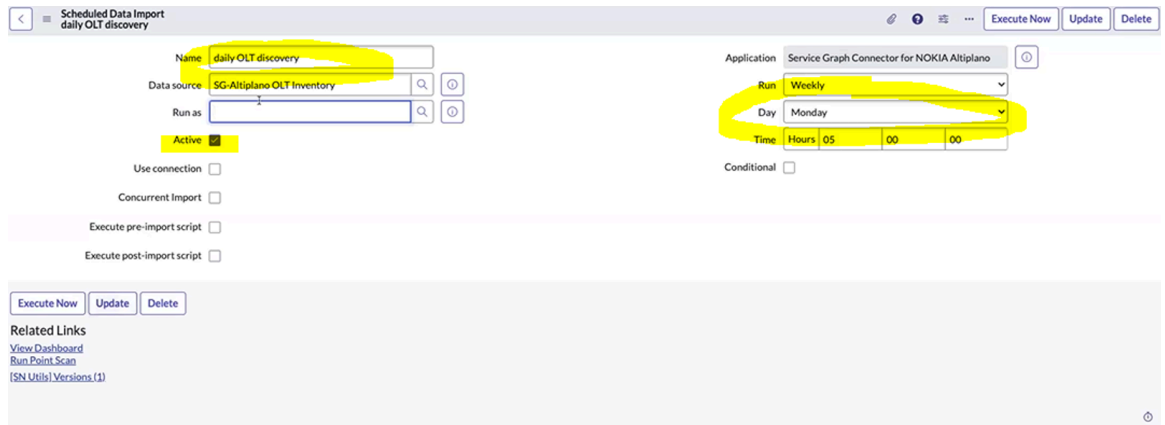 Scheduled Data Import
daily OLT discovery
Execute Now Update Delete
Name daily OLT discovery
Application Service Graph Connector for NOKIA Altiplano
Data source SG-Altiplano OLT Inventory
Run Weekly
Run as
Day Monday
Active
Time Hours 05 00 00
Use connection
Conditional
Concurrent Import
Execute pre-import script
Execute post-import script
Execute Now Update Delete
Related Links
View Dashboard
Run Point Scan
[SN Utils] Versions (1)